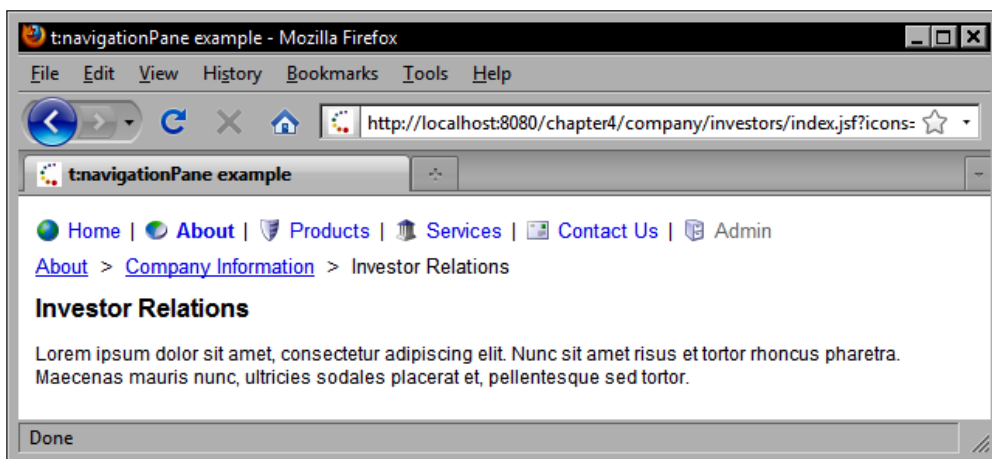 t:navigationPane example - Mozilla Firefox
File Edit View History Bookmarks Tools Help
http://localhost:8080/chapter4/company/investors/index.jsf?icons=
t:navigationPane example
Home | About | Products | Services | Contact Us | Admin
About > Company Information > Investor Relations
Investor Relations
Lorem ipsum dolor sit amet, consectetur adipiscing elit. Nunc sit amet risus et tortor rhoncus pharetra.
Maecenas mauris nunc, ultricies sodales placerat et, pellentesque sed tortor.
Done